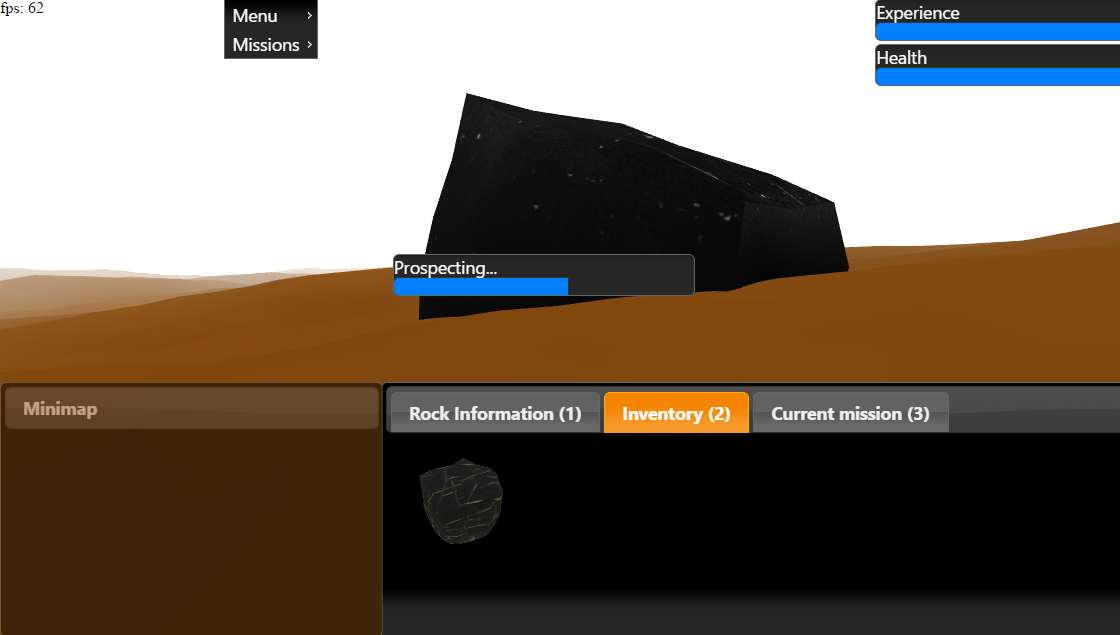 fps: 62
Menu ›
Missions ›
Experience
Health
Prospecting...
Minimap
Rock Information (1)
Inventory (2)
Current mission (3)